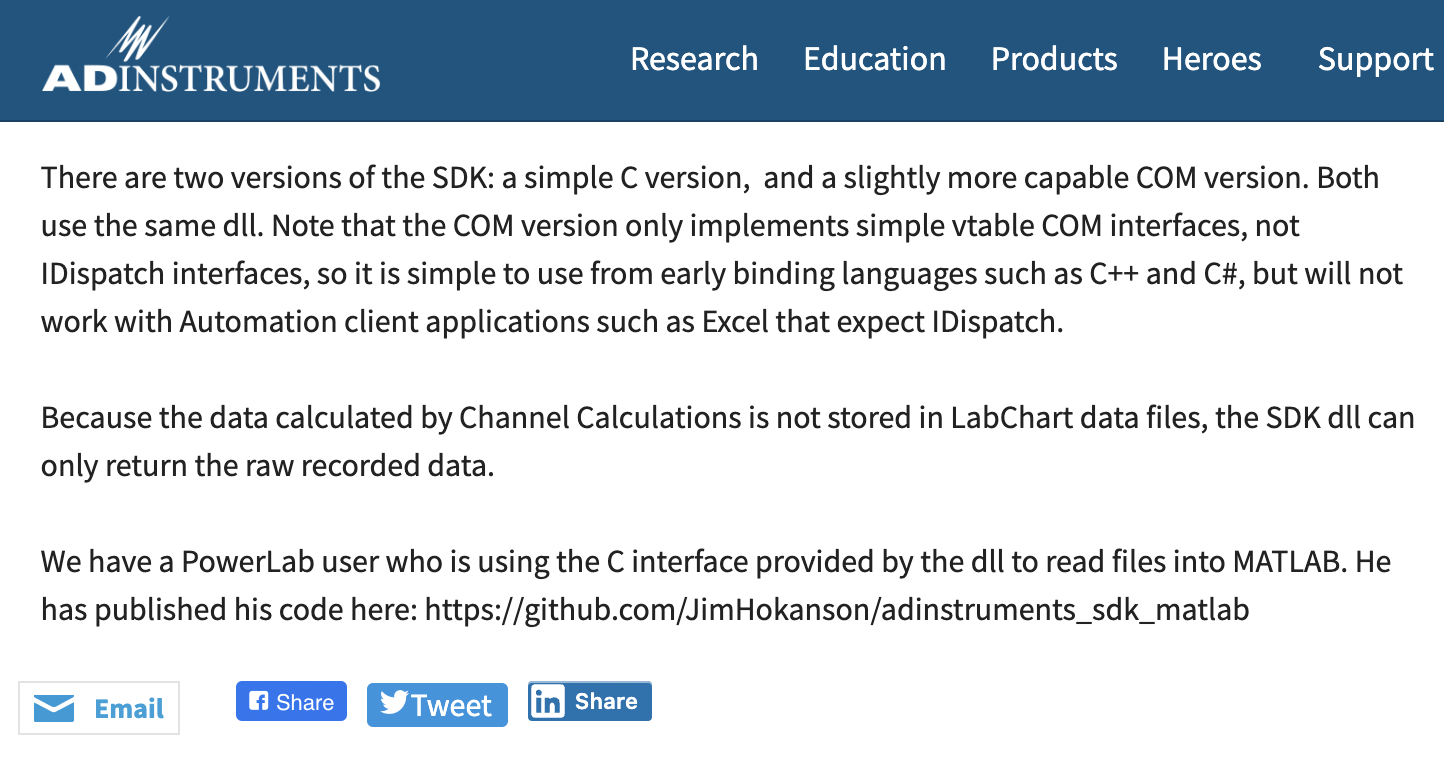 ADINSTRUMENTS
Research Education Products Heroes Support
There are two versions of the SDK: a simple C version,  and a slightly more capable COM version. Both
use the same dll. Note that the COM version only implements simple vtable COM interfaces, not
IDispatch interfaces, so it is simple to use from early binding languages such as C++ and C#, but will not
work with Automation client applications such as Excel that expect IDispatch.
Because the data calculated by Channel Calculations is not stored in LabChart data files, the SDK dll can
only return the raw recorded data.
We have a PowerLab user who is using the C interface provided by the dll to read files into MATLAB. He
has published his code here: https://github.com/JimHokanson/adinstruments_sdk_matlab
Email Share Tweet in Share